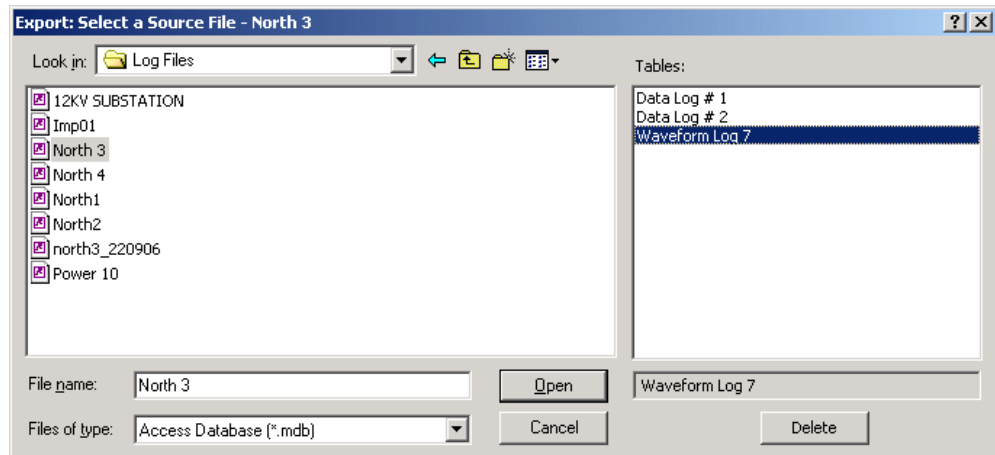 Export: Select a Source File - North 3
Look in: Log Files
Tables:
12KV SUBSTATION
Imp01
North 3
North 4
North1
North2
north3_220906
Power 10
Data Log # 1
Data Log # 2
Waveform Log 7
File name: North 3 Open Waveform Log 7
Files of type: Access Database (*.mdb) Cancel Delete